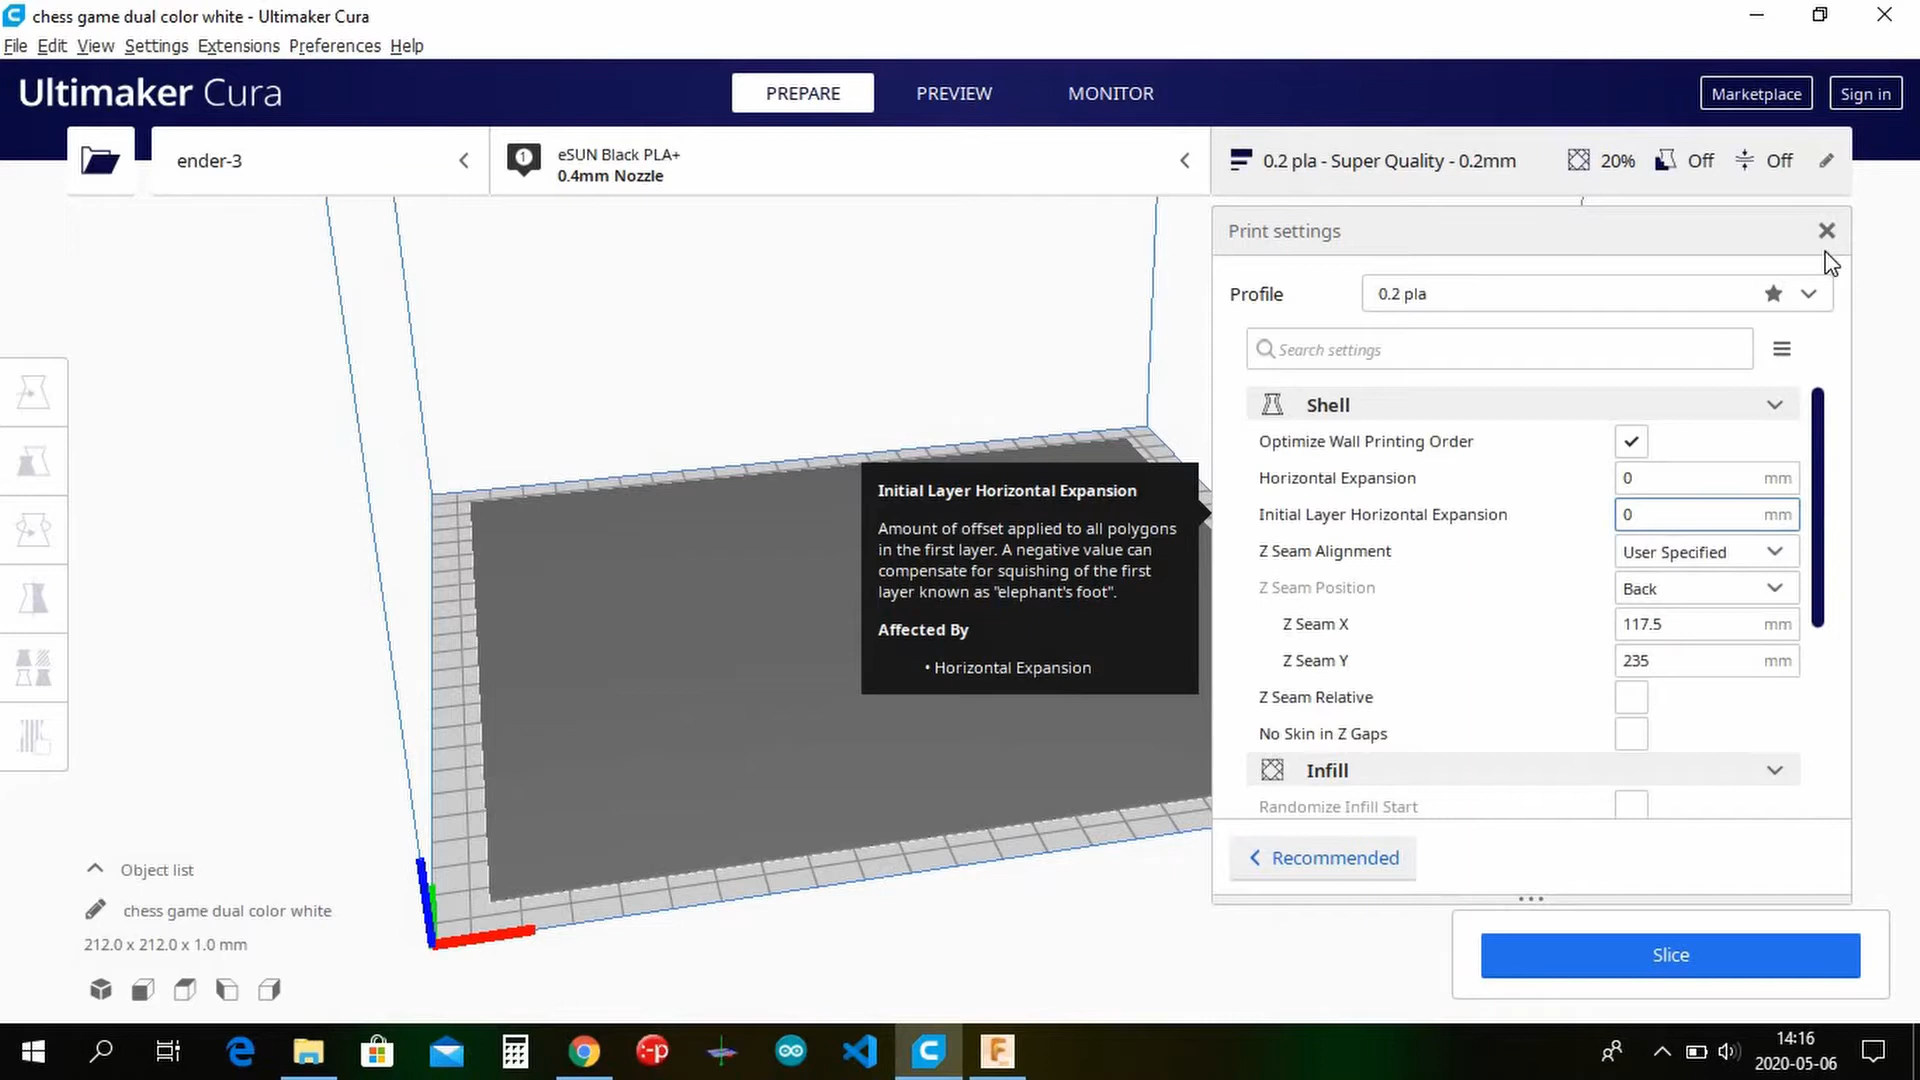 chess game dual color white - Ultimaker Cura
File Edit View Settings Extensions Preferences Help
Ultimaker Cura
PREPARE
PREVIEW
MONITOR
Marketplace
Sign in
ender-3
1
eSUN Black PLA+
0.4mm Nozzle
0.2 pla - Super Quality - 0.2mm
20%
Off
Off
Print settings
Profile
0.2 pla
Search settings
Shell
Optimize Wall Printing Order
Horizontal Expansion
0 mm
Initial Layer Horizontal Expansion
0 mm
Z Seam Alignment
User Specified
Z Seam Position
Back
Z Seam X
117.5 mm
Z Seam Y
235 mm
Z Seam Relative
No Skin in Z Gaps
Infill
Randomize Infill Start
Recommended
Initial Layer Horizontal Expansion
Amount of offset applied to all polygons
in the first layer. A negative value can
compensate for squishing of the first
layer known as "elephant's foot".
Affected By
• Horizontal Expansion
Object list
chess game dual color white
212.0 x 212.0 x 1.0 mm
Slice
14:16
2020-05-06